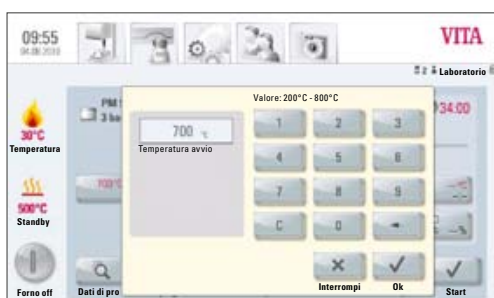 09:55
04.08.2010
VITA
Laboratorio
PM
34:00
3 ba
Valore: 200°C - 800°C
700 °C
Temperatura avvio
1 2 3
4 5 6
7 8 9
C 0
30°C
Temperatura
700°C
500°C
Standby
Forno off
Dati di pro
Interrompi
Ok
Start